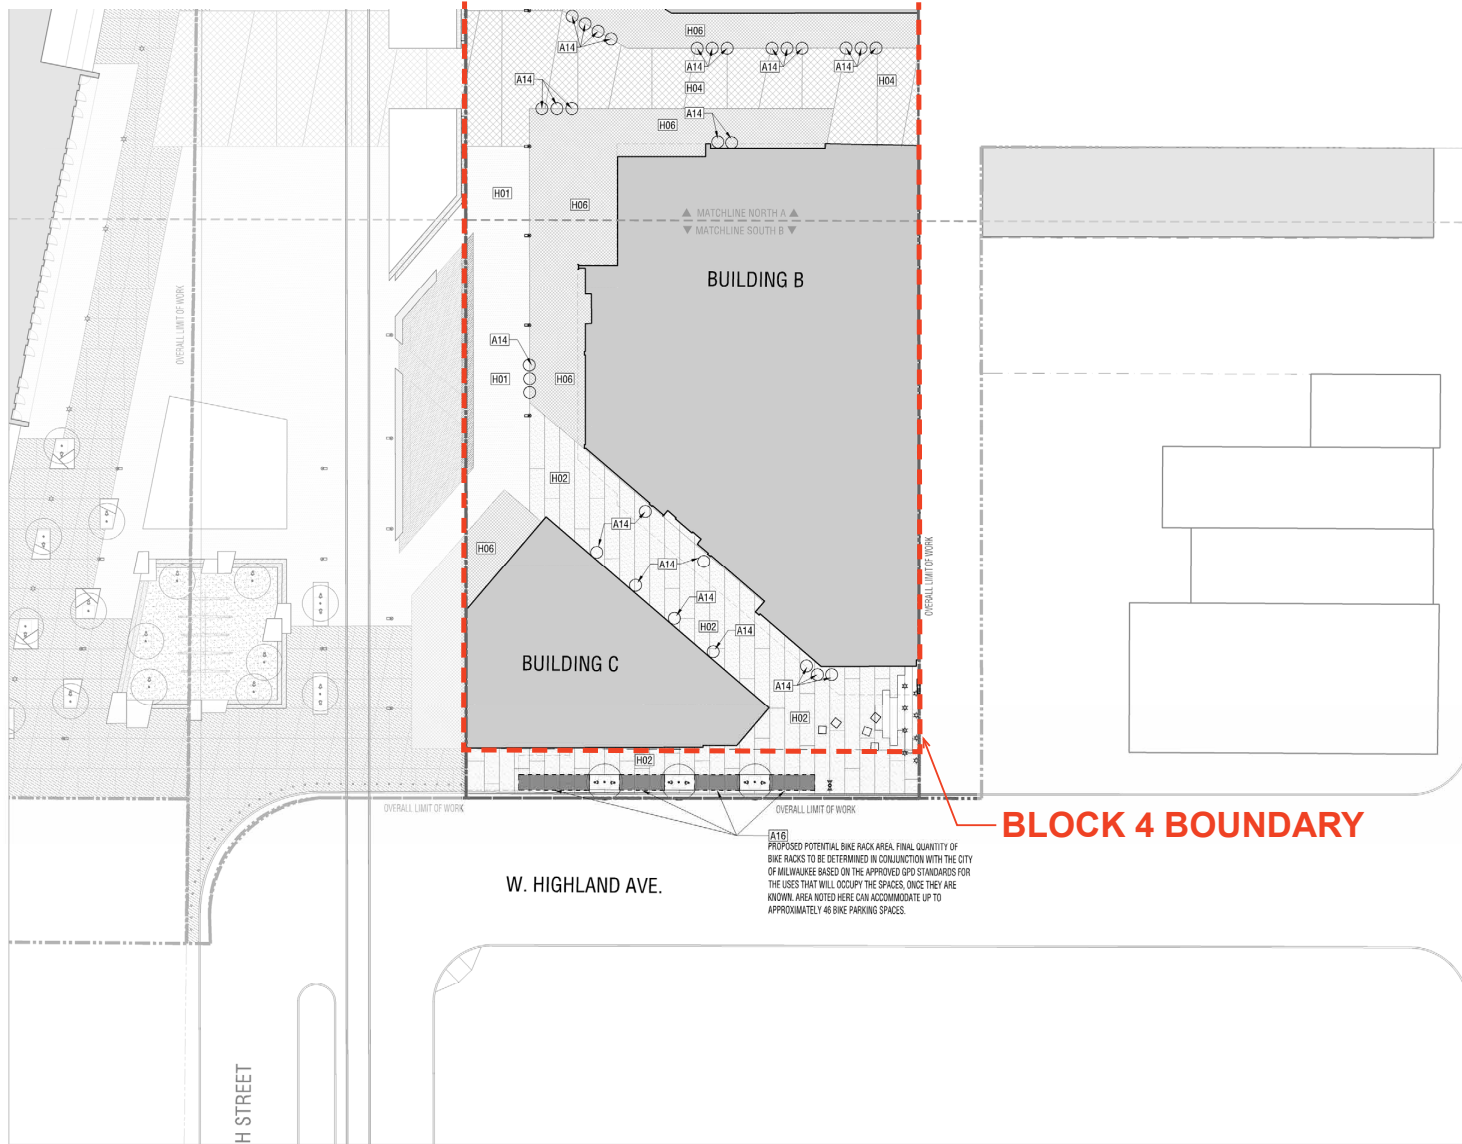 H06
A14
A14
A14
A14
A14
H04
H04
A14
H06
H01
H06
MATCHLINE NORTH A
MATCHLINE SOUTH B
BUILDING B
OVERALL LIMIT OF WORK
A14
H01
H06
H02
A14
H06
A14
OVERALL LIMIT OF WORK
A14
H02
A14
BUILDING C
A14
H02
H02
OVERALL LIMIT OF WORK
OVERALL LIMIT OF WORK
BLOCK 4 BOUNDARY
A16
PROPOSED POTENTIAL BIKE RACK AREA. FINAL QUANTITY OF
BIKE RACKS TO BE DETERMINED IN CONJUNCTION WITH THE CITY
OF MILWAUKEE BASED ON THE APPROVED GPD STANDARDS FOR
THE USES THAT WILL OCCUPY THE SPACES, ONCE THEY ARE
KNOWN. AREA NOTED HERE CAN ACCOMMODATE UP TO
APPROXIMATELY 46 BIKE PARKING SPACES.
W. HIGHLAND AVE.
H STREET